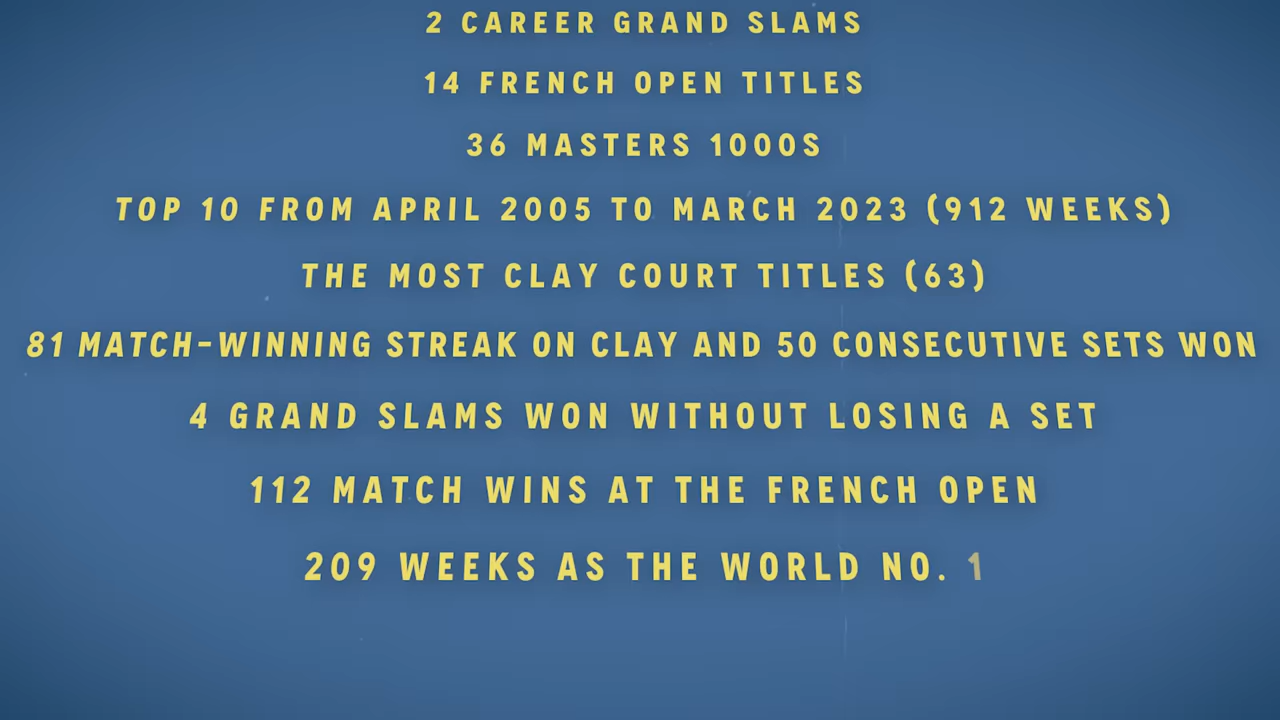 2 CAREER GRAND SLAMS
14 FRENCH OPEN TITLES
36 MASTERS 1000S
TOP 10 FROM APRIL 2005 TO MARCH 2023 (912 WEEKS)
THE MOST CLAY COURT TITLES (63)
81 MATCH-WINNING STREAK ON CLAY AND 50 CONSECUTIVE SETS WON
4 GRAND SLAMS WON WITHOUT LOSING A SET
112 MATCH WINS AT THE FRENCH OPEN
209 WEEKS AS THE WORLD NO. 1